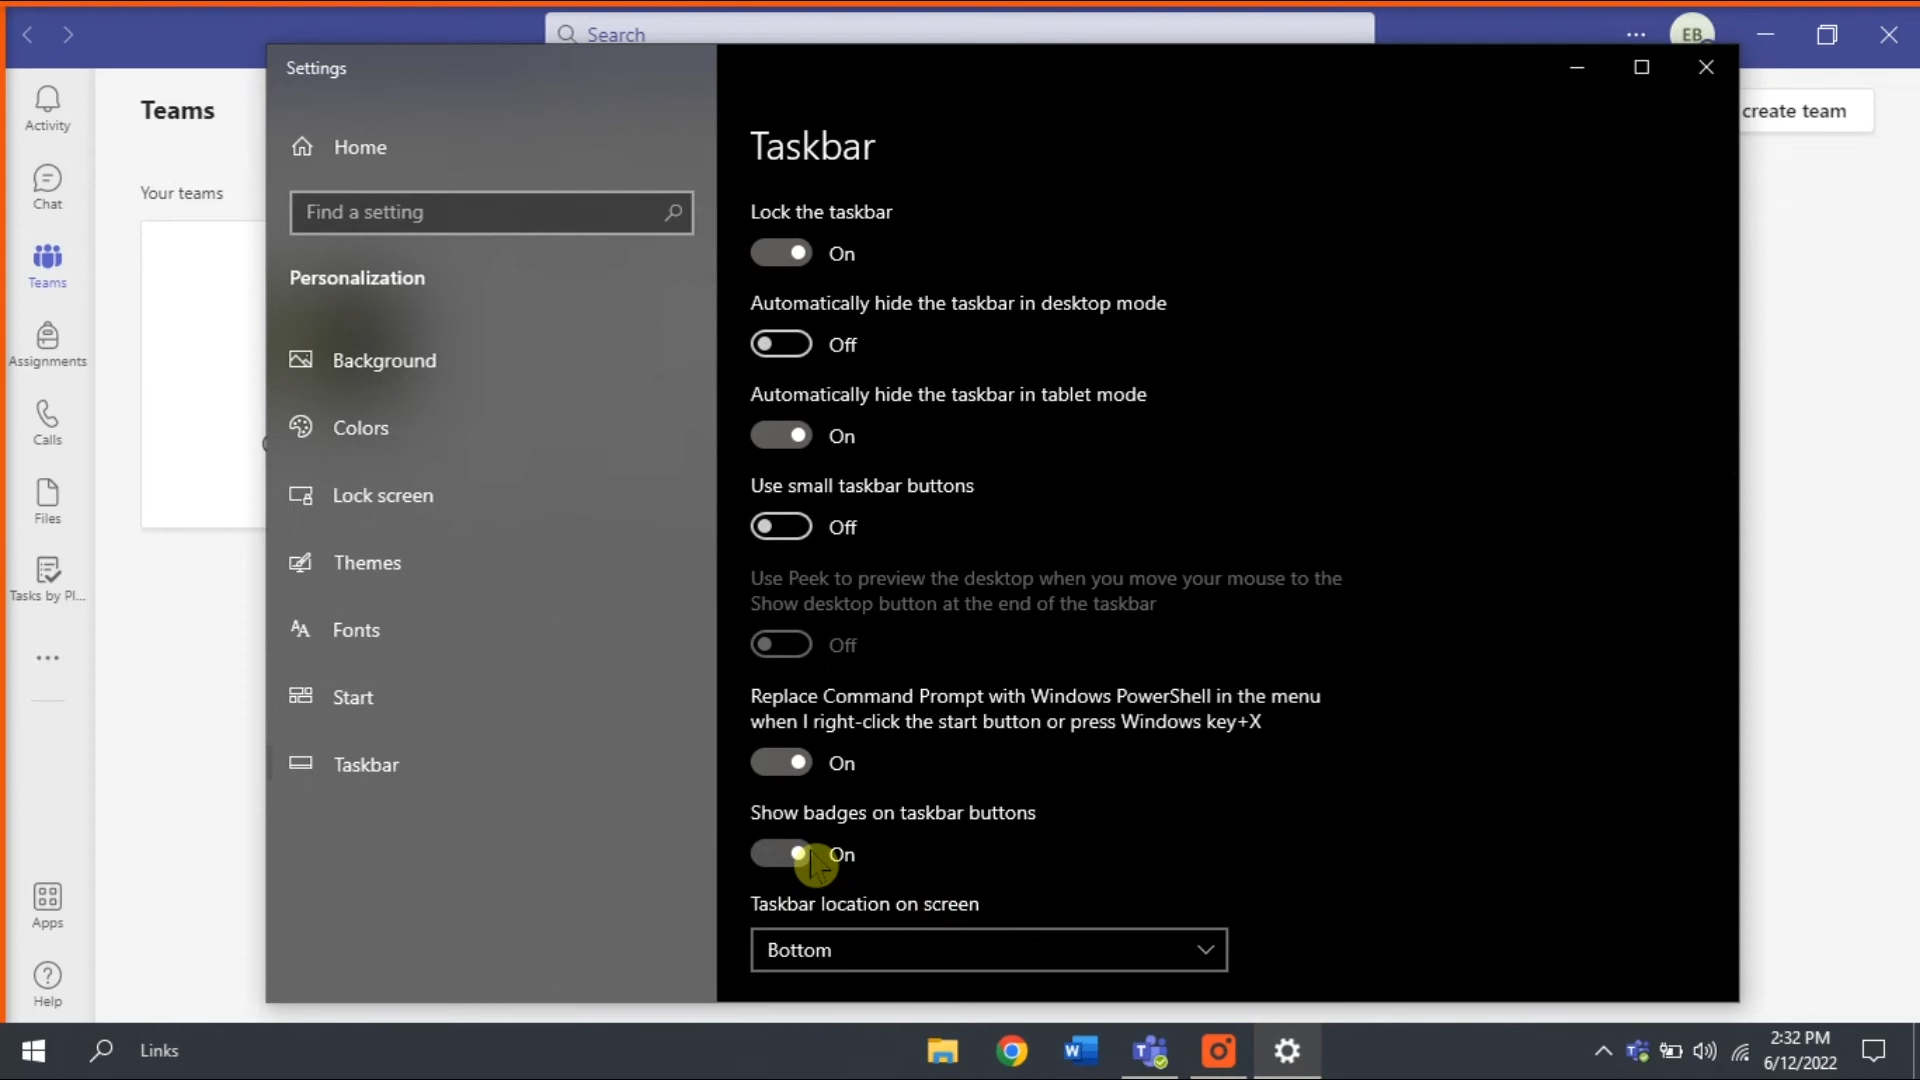 Search
EB
Settings
Activity
Teams
create team
Home
Chat
Your teams
Find a setting
Teams
Personalization
Assignments
Background
Calls
Colors
Files
Lock screen
Tasks by Pl...
Themes
Fonts
Start
Taskbar
Apps
Help
Taskbar
Lock the taskbar
On
Automatically hide the taskbar in desktop mode
Off
Automatically hide the taskbar in tablet mode
On
Use small taskbar buttons
Off
Use Peek to preview the desktop when you move your mouse to the
Show desktop button at the end of the taskbar
Off
Replace Command Prompt with Windows PowerShell in the menu
when I right-click the start button or press Windows key+X
On
Show badges on taskbar buttons
On
Taskbar location on screen
Bottom
Links
2:32 PM
6/12/2022